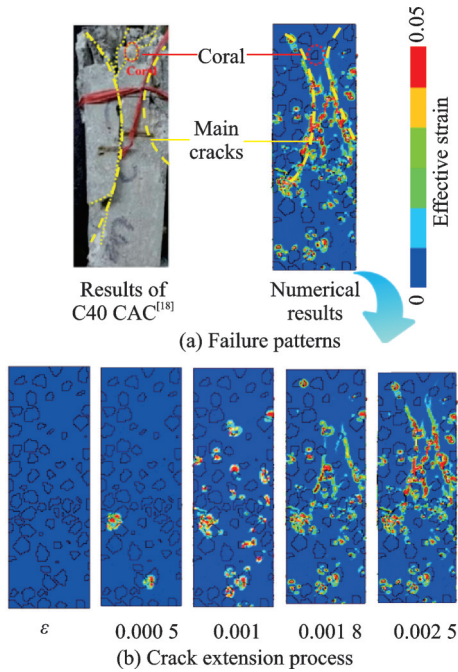 Coral
Coral
Main
cracks
0.05
Effective strain
0
Results of
C40 CAC[18]
Numerical
results
(a) Failure patterns
ε
0.000 5
0.001
0.001 8
0.002 5
(b) Crack extension process